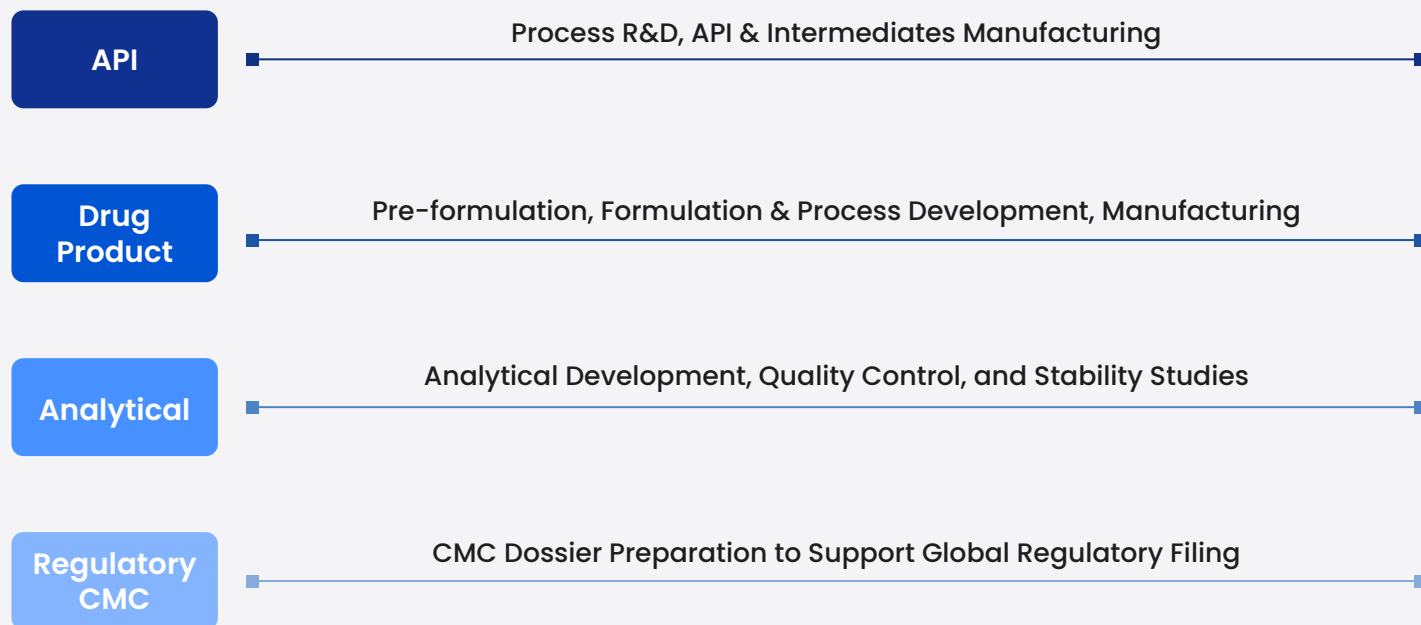 API
Process R&D, API & Intermediates Manufacturing
Drug
Product
Pre-formulation, Formulation & Process Development, Manufacturing
Analytical
Analytical Development, Quality Control, and Stability Studies
Regulatory
CMC
CMC Dossier Preparation to Support Global Regulatory Filing